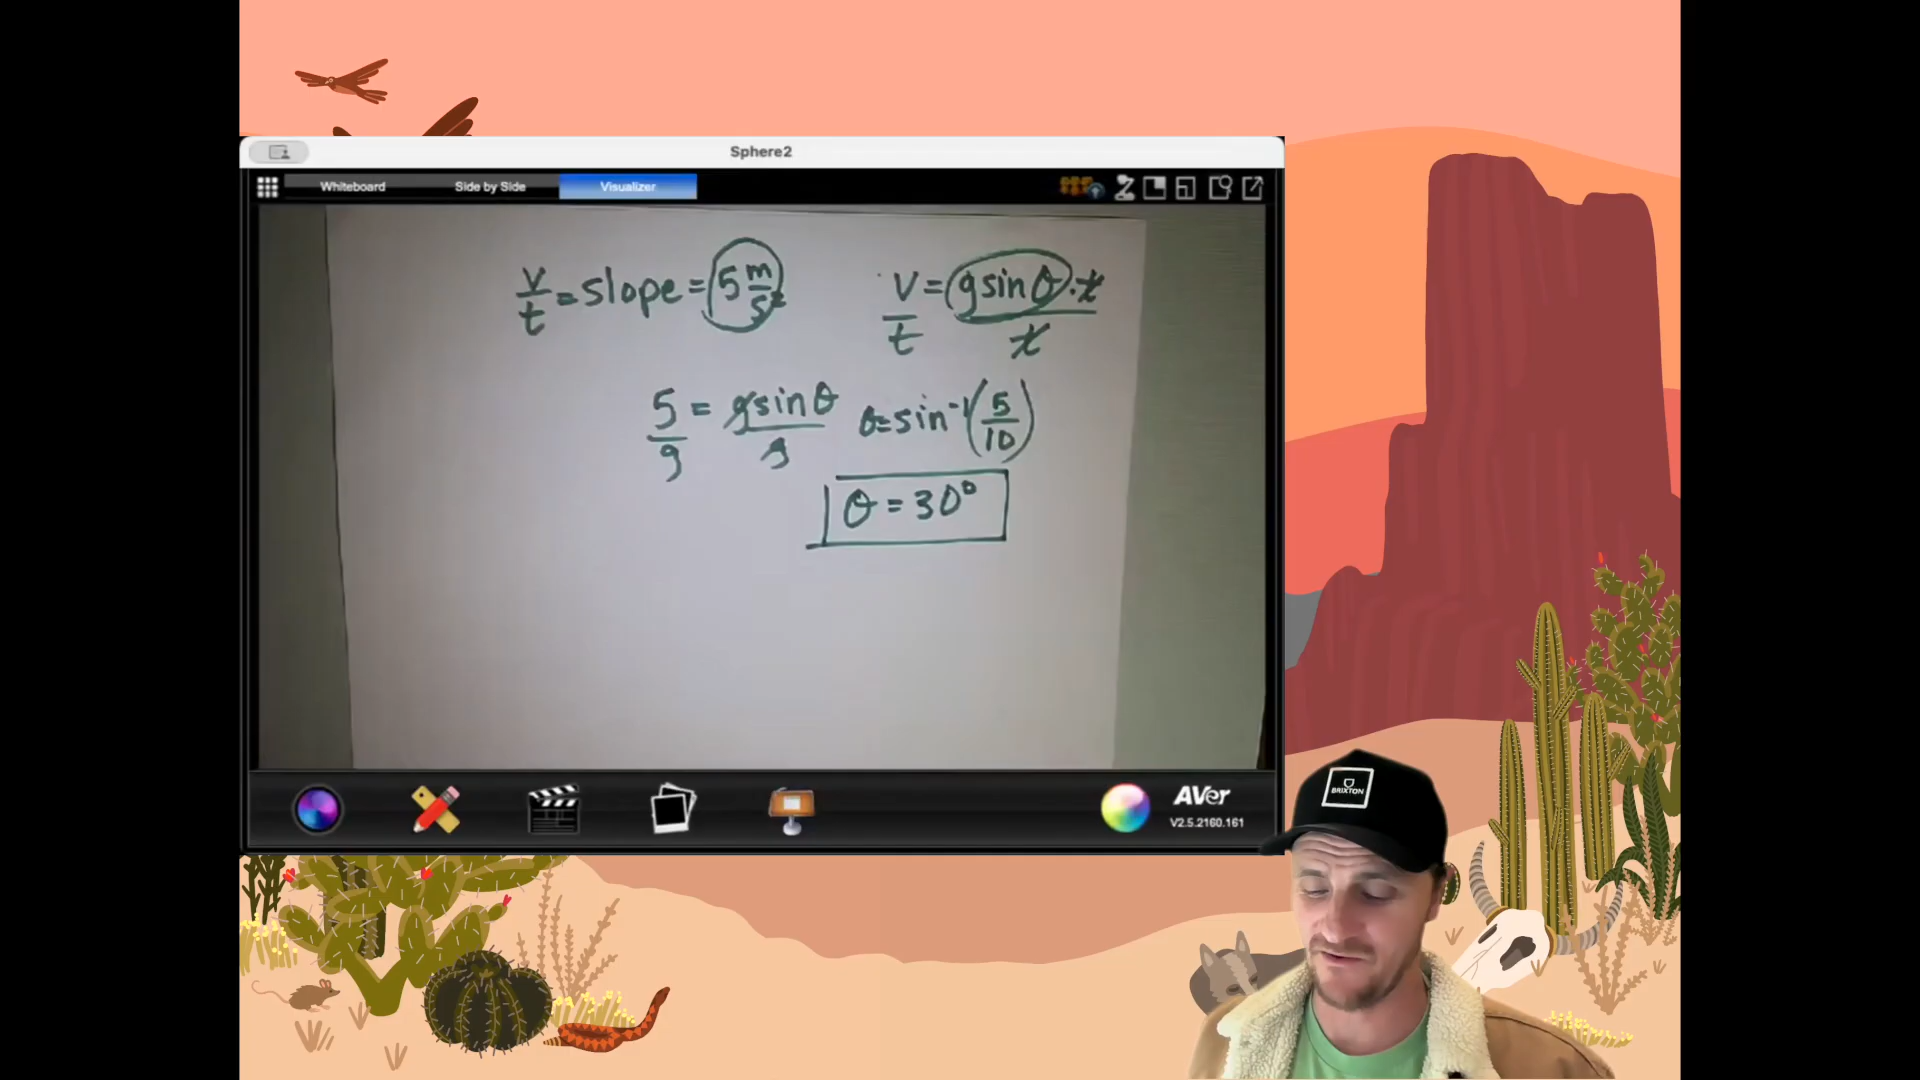 Sphere2
Whiteboard Side by Side Visualizer
v/t = slope = 5 m/s² v/t = g sin θ · t / t
5/g = g sin θ / g θ = sin⁻¹(5/10)
θ = 30°
AVer
V2.5.2160.161
BRIXTON